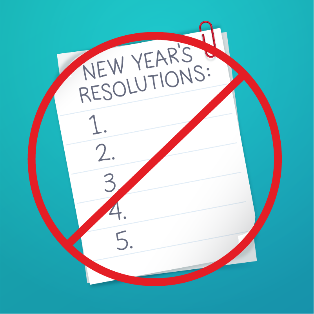 NEW YEAR'S
RESOLUTIONS:
1.
2.
3
4.
5.